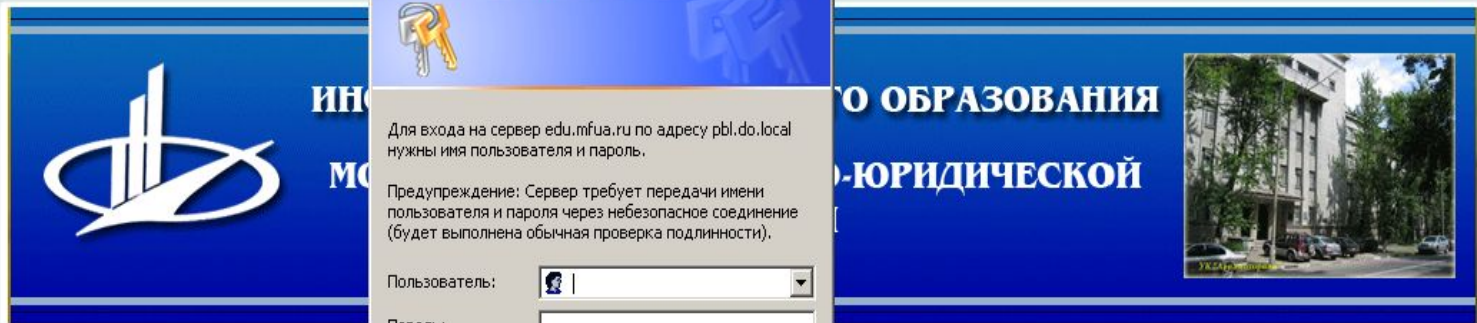 ИН
О ОБРАЗОВАНИЯ
МО
-ЮРИДИЧЕСКОЙ
Для входа на сервер edu.mfua.ru по адресу pbl.do.local
нужны имя пользователя и пароль.
Предупреждение: Сервер требует передачи имени
пользователя и пароля через небезопасное соединение
(будет выполнена обычная проверка подлинности).
Пользователь: